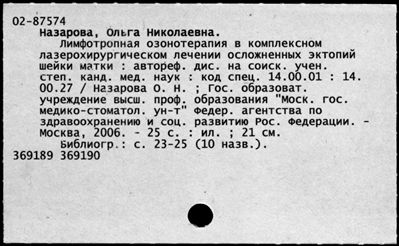 02-87574
Назарова, Ольга Николаевна.
Лимфотропная озонотерапия в комплексном
лазерохирургическом лечении осложненных эктопий
шейки матки : автореф. дис. на соиск. учен.
степ. канд. мед. наук : код спец. 14.00.01 : 14.
00.27 / Назарова О. Н. ; Гос. образоват.
учреждение высш. проф. образования "Моск. гос.
медико-стоматол. ун-т" Федер. агентства по
здравоохранению и соц. развитию Рос. Федерации. -
Москва, 2006. - 25 с. : ил. ; 21 см.
Библиогр.: с. 23-25 (10 назв.).
369189 369190